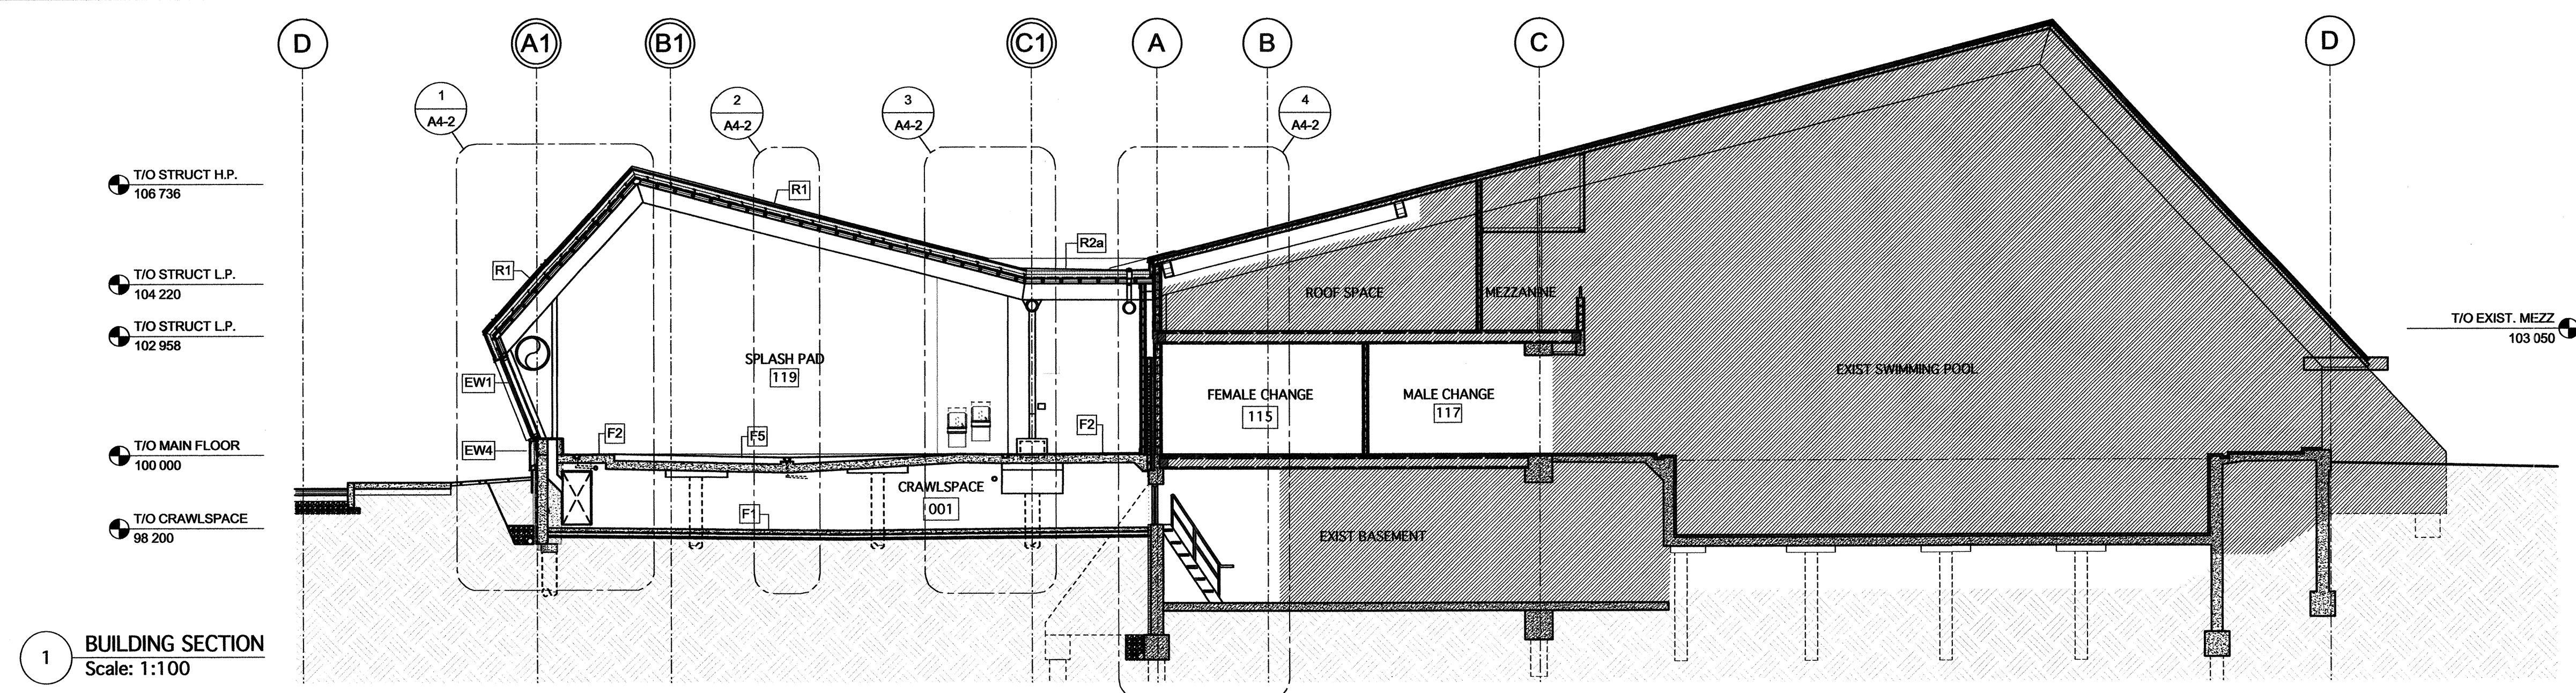 D
A1
B1
C1
A
B
C
D
1
A4-2
2
A4-2
3
A4-2
4
A4-2
T/O STRUCT H.P.
106 736
R1
R2a
R1
T/O STRUCT L.P.
104 220
ROOF SPACE
MEZZANINE
T/O STRUCT L.P.
102 958
T/O EXIST. MEZZ
103 050
SPLASH PAD
119
EXIST SWIMMING POOL
EW1
FEMALE CHANGE
115
MALE CHANGE
117
F2
F5
F2
T/O MAIN FLOOR
100 000
EW4
CRAWLSPACE
001
F1
T/O CRAWLSPACE
98 200
EXIST BASEMENT
1
BUILDING SECTION
Scale: 1:100